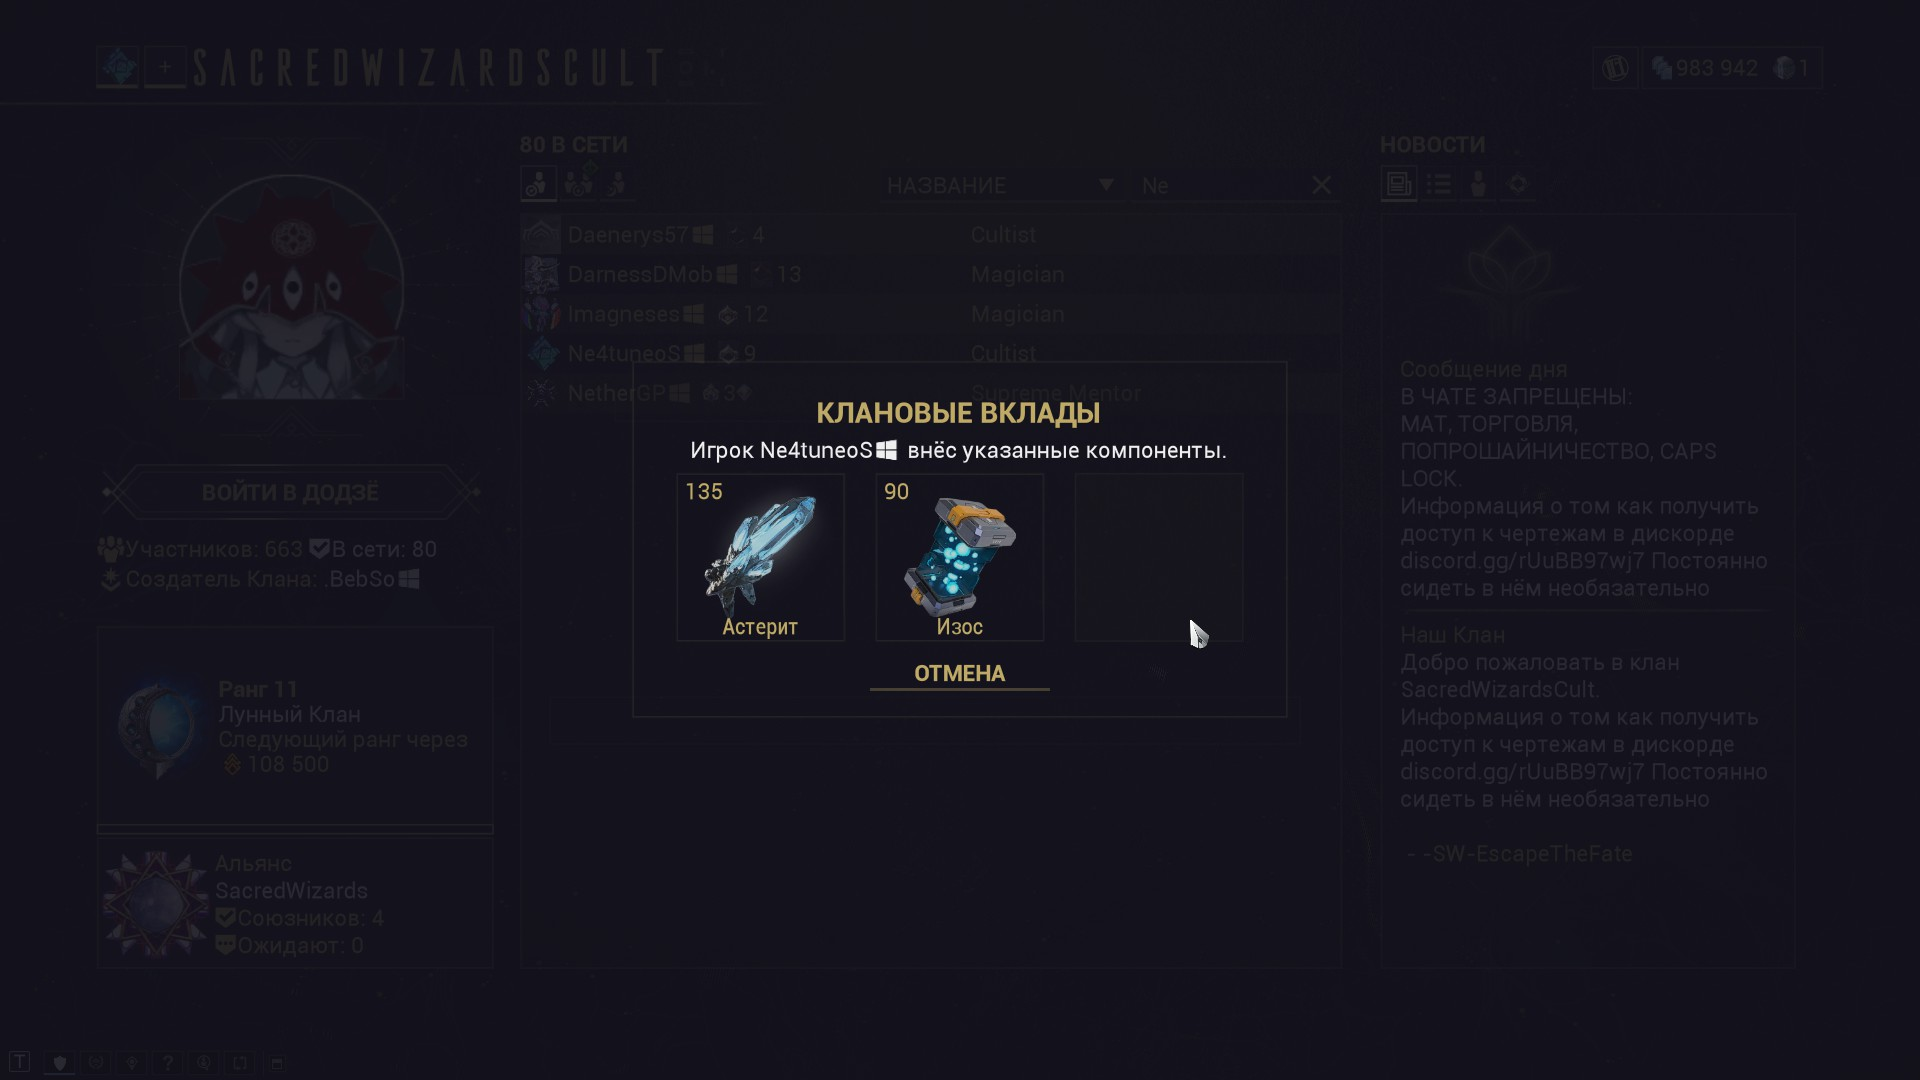 SACREDWIZARDSCULT
983 942 1
80 В СЕТИ
НАЗВАНИЕ Ne
Daenerys57 4 Cultist
DarnessDMob 13 Magician
Imagneses 12 Magician
Ne4tuneoS 9 Cultist
NetherGP 3 Supreme Mentor
КЛАНОВЫЕ ВКЛАДЫ
Игрок Ne4tuneoS внёс указанные компоненты.
135
Астерит
90
Изос
ОТМЕНА
ВОЙТИ В ДОДЗЁ
Участников: 663 В сети: 80
Создатель Клана: .BebSo
Ранг 11
Лунный Клан
Следующий ранг через
108 500
Альянс
SacredWizards
Союзников: 4
Ожидают: 0
НОВОСТИ
Сообщение дня
В ЧАТЕ ЗАПРЕЩЕНЫ:
МАТ, ТОРГОВЛЯ,
ПОПРОШАЙНИЧЕСТВО, CAPS
LOCK.
Информация о том как получить
доступ к чертежам в дискорде
discord.gg/rUuBB97wj7 Постоянно
сидеть в нём необязательно
Наш Клан
Добро пожаловать в клан
SacredWizardsCult.
Информация о том как получить
доступ к чертежам в дискорде
discord.gg/rUuBB97wj7 Постоянно
сидеть в нём необязательно
- -SW-EscapeTheFate
T
?